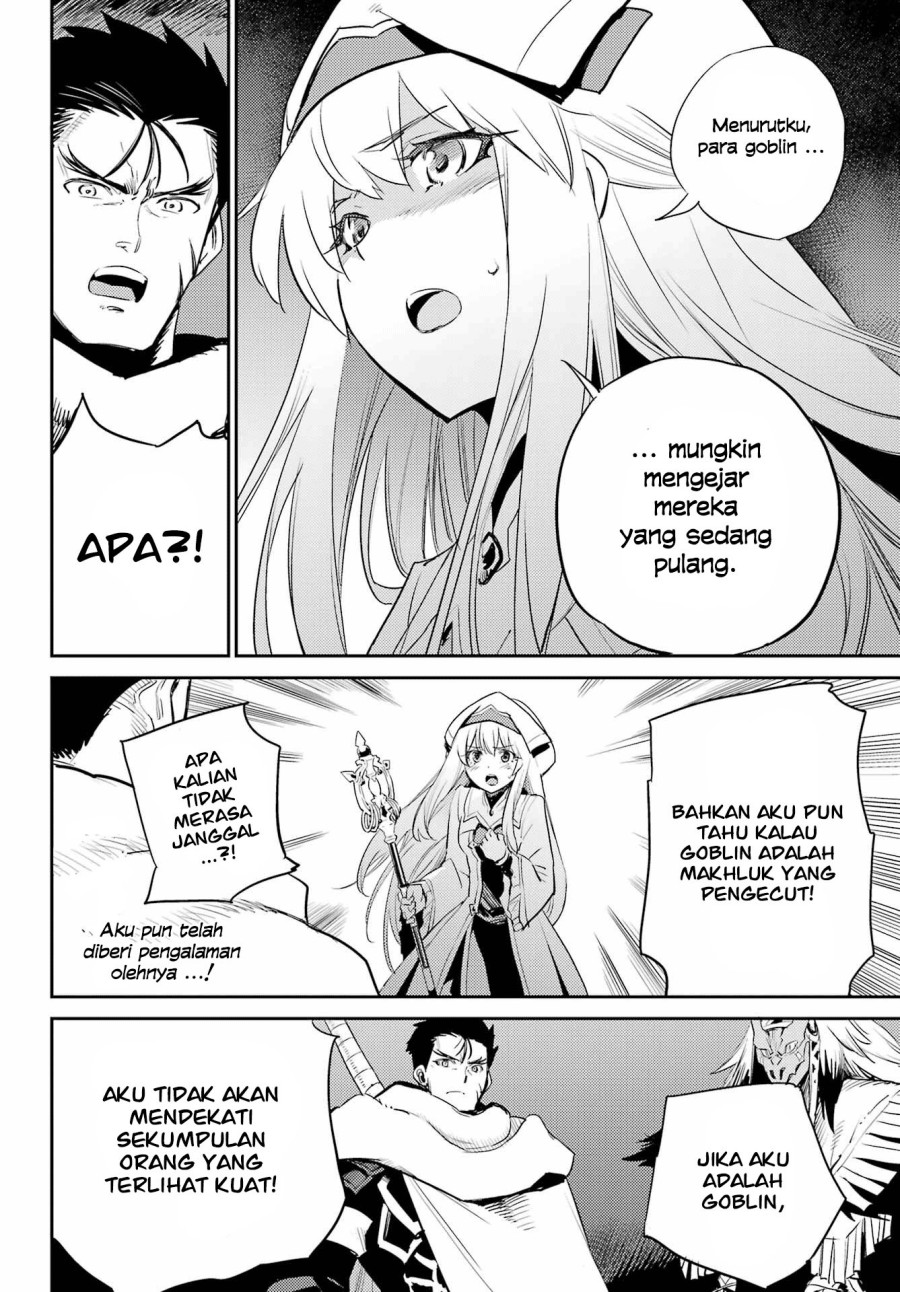 Menurutku,
para goblin ...
... mungkin
mengejar
mereka
yang sedang
pulang.
APA?!
BAHKAN AKU PUN
TAHU KALAU
GOBLIN ADALAH
MAKHLUK YANG
PENGECUT!
APA
KALIAN
TIDAK
MERASA
JANGGAL
...?!
Aku pun telah
diberi pengalaman
olehnya ...!
JIKA AKU
ADALAH
GOBLIN,
AKU TIDAK AKAN
MENDEKATI
SEKUMPULAN
ORANG YANG
TERLIHAT KUAT!